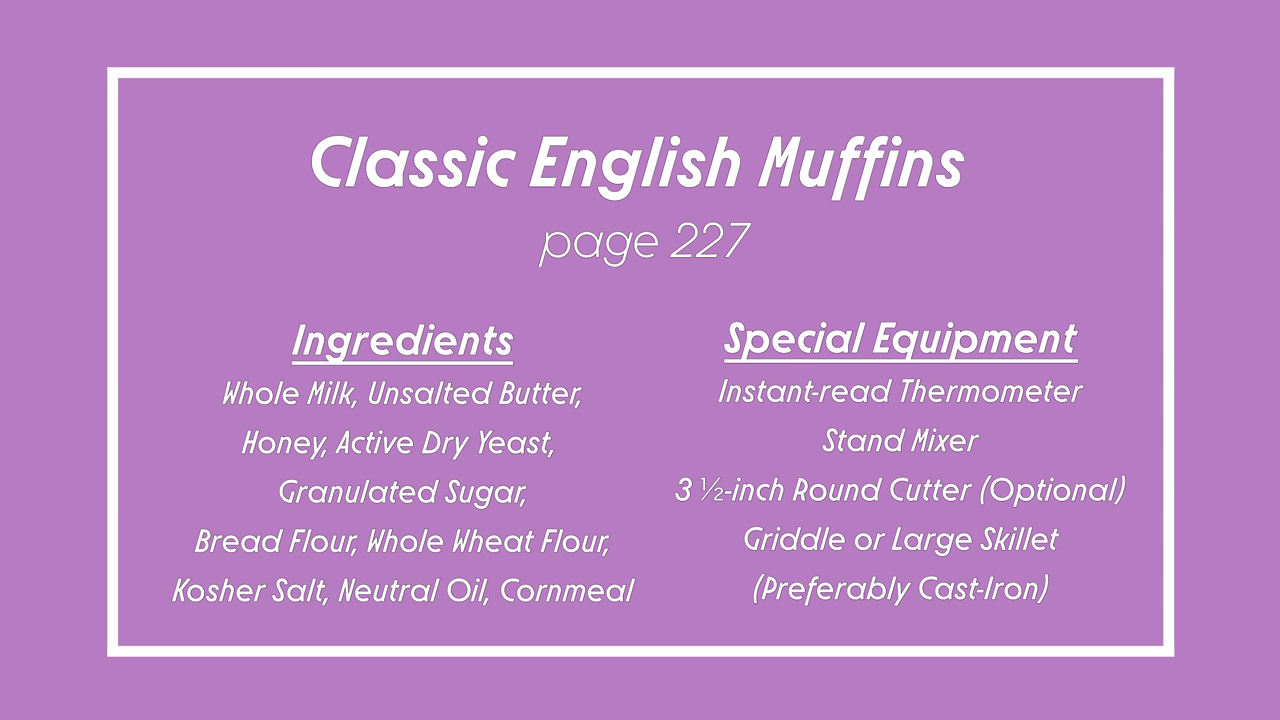 Classic English Muffins
page 227
Ingredients
Whole Milk, Unsalted Butter,
Honey, Active Dry Yeast,
Granulated Sugar,
Bread Flour, Whole Wheat Flour,
Kosher Salt, Neutral Oil, Cornmeal
Special Equipment
Instant-read Thermometer
Stand Mixer
3 ½-inch Round Cutter (Optional)
Griddle or Large Skillet
(Preferably Cast-Iron)